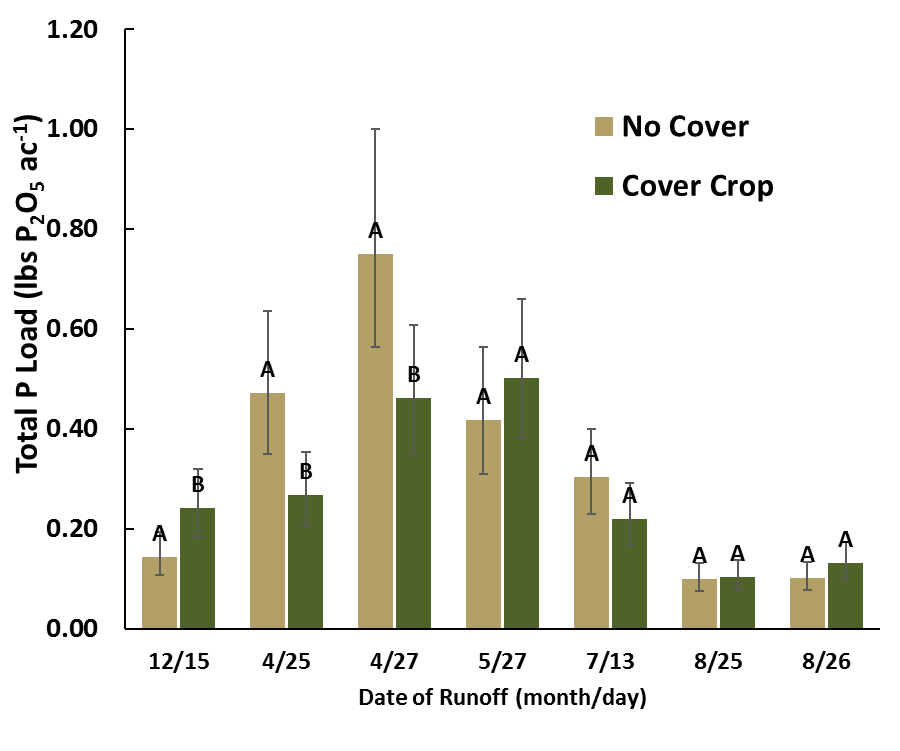 1.20
1.00
0.80
0.60
0.40
0.20
0.00
Total P Load (lbs P₂O₅ ac⁻¹)
No Cover
Cover Crop
A B A B A B A A A A A A A A
12/15 4/25 4/27 5/27 7/13 8/25 8/26
Date of Runoff (month/day)